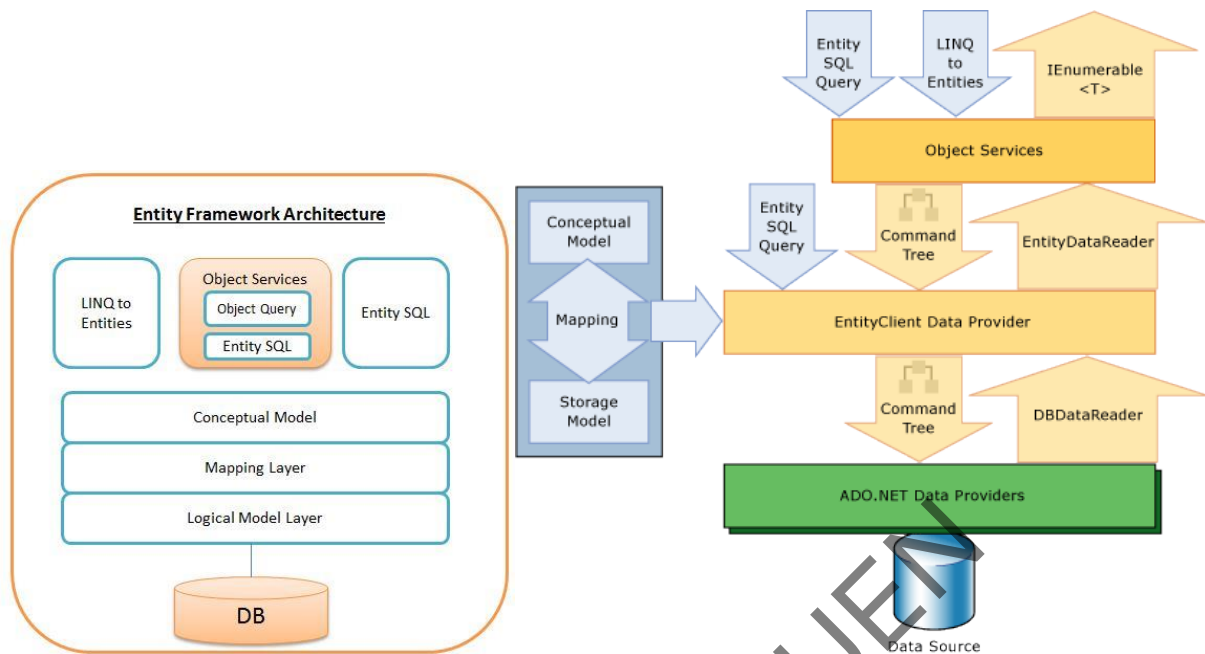 Entity Framework Architecture
LINQ to
Entities
Object Services
Object Query
Entity SQL
Entity SQL
Conceptual Model
Mapping Layer
Logical Model Layer
DB
Conceptual
Model
Mapping
Storage
Model
Entity
SQL
Query
LINQ
to
Entities
IEnumerable
<T>
Object Services
Entity
SQL
Query
Command
Tree
EntityDataReader
EntityClient Data Provider
Command
Tree
DBDataReader
ADO.NET Data Providers
Data Source